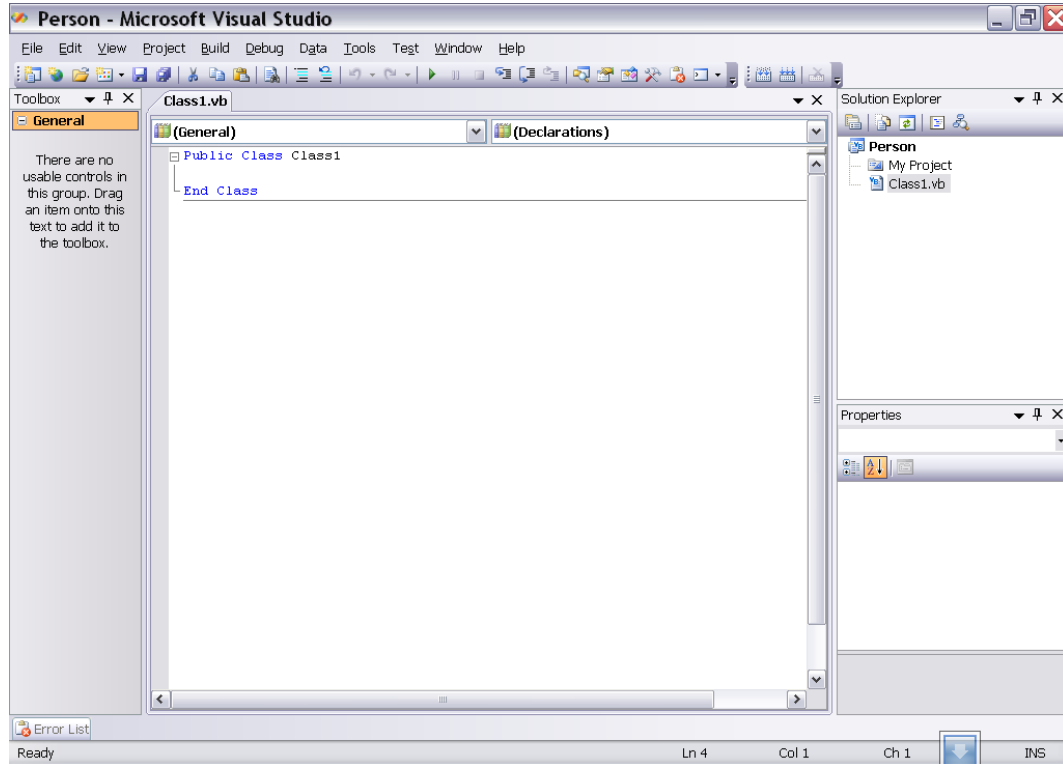 Person - Microsoft Visual Studio
File Edit View Project Build Debug Data Tools Test Window Help
Toolbox
General
There are no
usable controls in
this group. Drag
an item onto this
text to add it to
the toolbox.
Class1.vb
(General) (Declarations)
Public Class Class1
End Class
Solution Explorer
Person
My Project
Class1.vb
Properties
Error List
Ready Ln 4 Col 1 Ch 1 INS